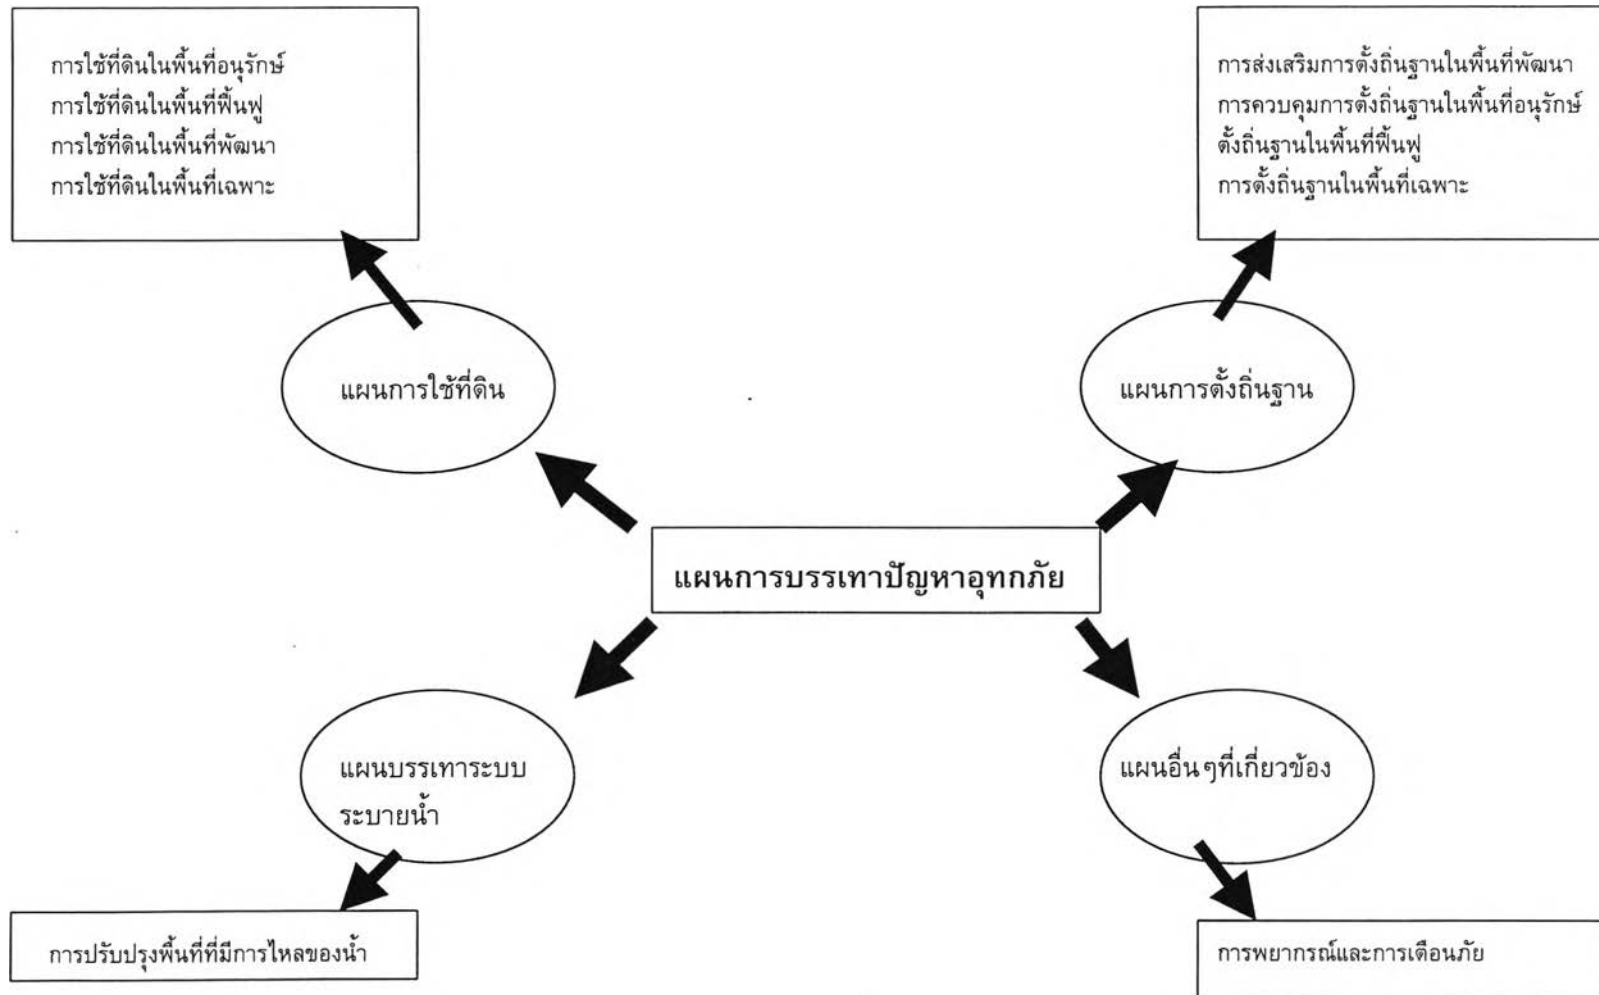 การใช้ที่ดินในพื้นที่อนุรักษ์
การใช้ที่ดินในพื้นที่ฟื้นฟู
การใช้ที่ดินในพื้นที่พัฒนา
การใช้ที่ดินในพื้นที่เฉพาะ
การส่งเสริมการตั้งถิ่นฐานในพื้นที่พัฒนา
การควบคุมการตั้งถิ่นฐานในพื้นที่อนุรักษ์
ตั้งถิ่นฐานในพื้นที่ฟื้นฟู
การตั้งถิ่นฐานในพื้นที่เฉพาะ
แผนการใช้ที่ดิน
แผนการตั้งถิ่นฐาน
แผนการบรรเทาปัญหาอุทกภัย
แผนบรรเทาระบบ
ระบายน้ำ
แผนอื่นๆที่เกี่ยวข้อง
การปรับปรุงพื้นที่ที่มีการไหลของน้ำ
การพยากรณ์และการเตือนภัย